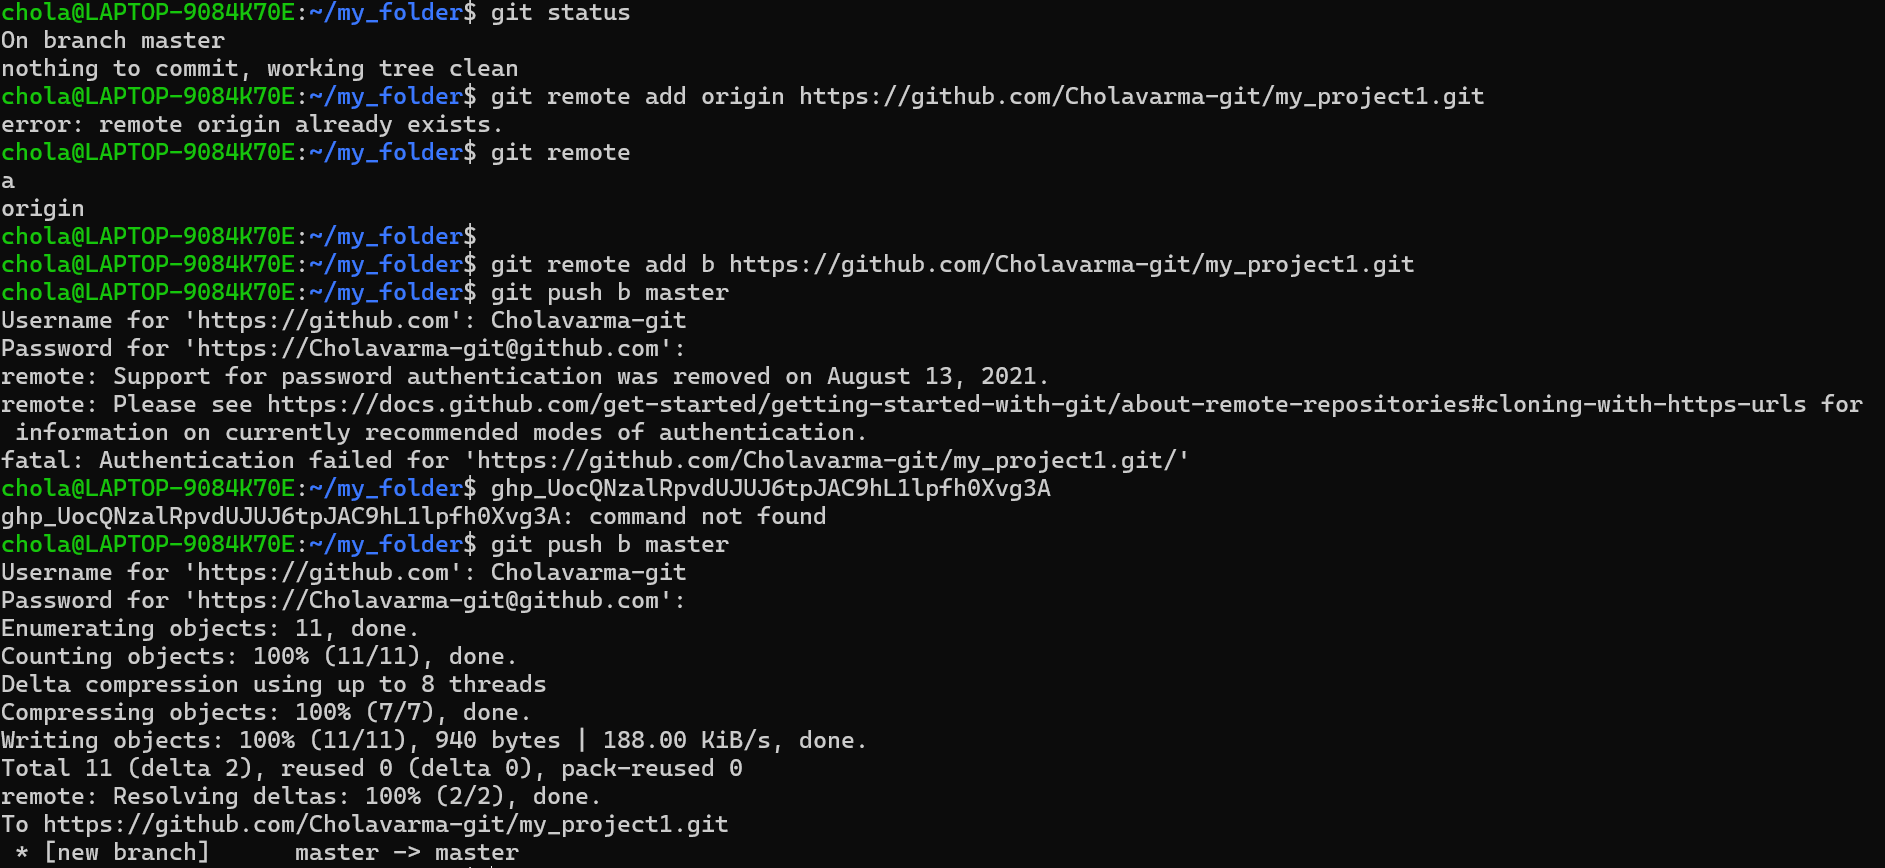 chola@LAPTOP-9084K70E:~/my_folder$ git status
On branch master
nothing to commit, working tree clean
chola@LAPTOP-9084K70E:~/my_folder$ git remote add origin https://github.com/Cholavarma-git/my_project1.git
error: remote origin already exists.
chola@LAPTOP-9084K70E:~/my_folder$ git remote
a
origin
chola@LAPTOP-9084K70E:~/my_folder$
chola@LAPTOP-9084K70E:~/my_folder$ git remote add b https://github.com/Cholavarma-git/my_project1.git
chola@LAPTOP-9084K70E:~/my_folder$ git push b master
Username for 'https://github.com': Cholavarma-git
Password for 'https://Cholavarma-git@github.com':
remote: Support for password authentication was removed on August 13, 2021.
remote: Please see https://docs.github.com/get-started/getting-started-with-git/about-remote-repositories#cloning-with-https-urls for
 information on currently recommended modes of authentication.
fatal: Authentication failed for 'https://github.com/Cholavarma-git/my_project1.git/'
chola@LAPTOP-9084K70E:~/my_folder$ 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
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: command not found
chola@LAPTOP-9084K70E:~/my_folder$ git push b master
Username for 'https://github.com': Cholavarma-git
Password for 'https://Cholavarma-git@github.com':
Enumerating objects: 11, done.
Counting objects: 100% (11/11), done.
Delta compression using up to 8 threads
Compressing objects: 100% (7/7), done.
Writing objects: 100% (11/11), 940 bytes | 188.00 KiB/s, done.
Total 11 (delta 2), reused 0 (delta 0), pack-reused 0
remote: Resolving deltas: 100% (2/2), done.
To https://github.com/Cholavarma-git/my_project1.git
 * [new branch]      master -> master